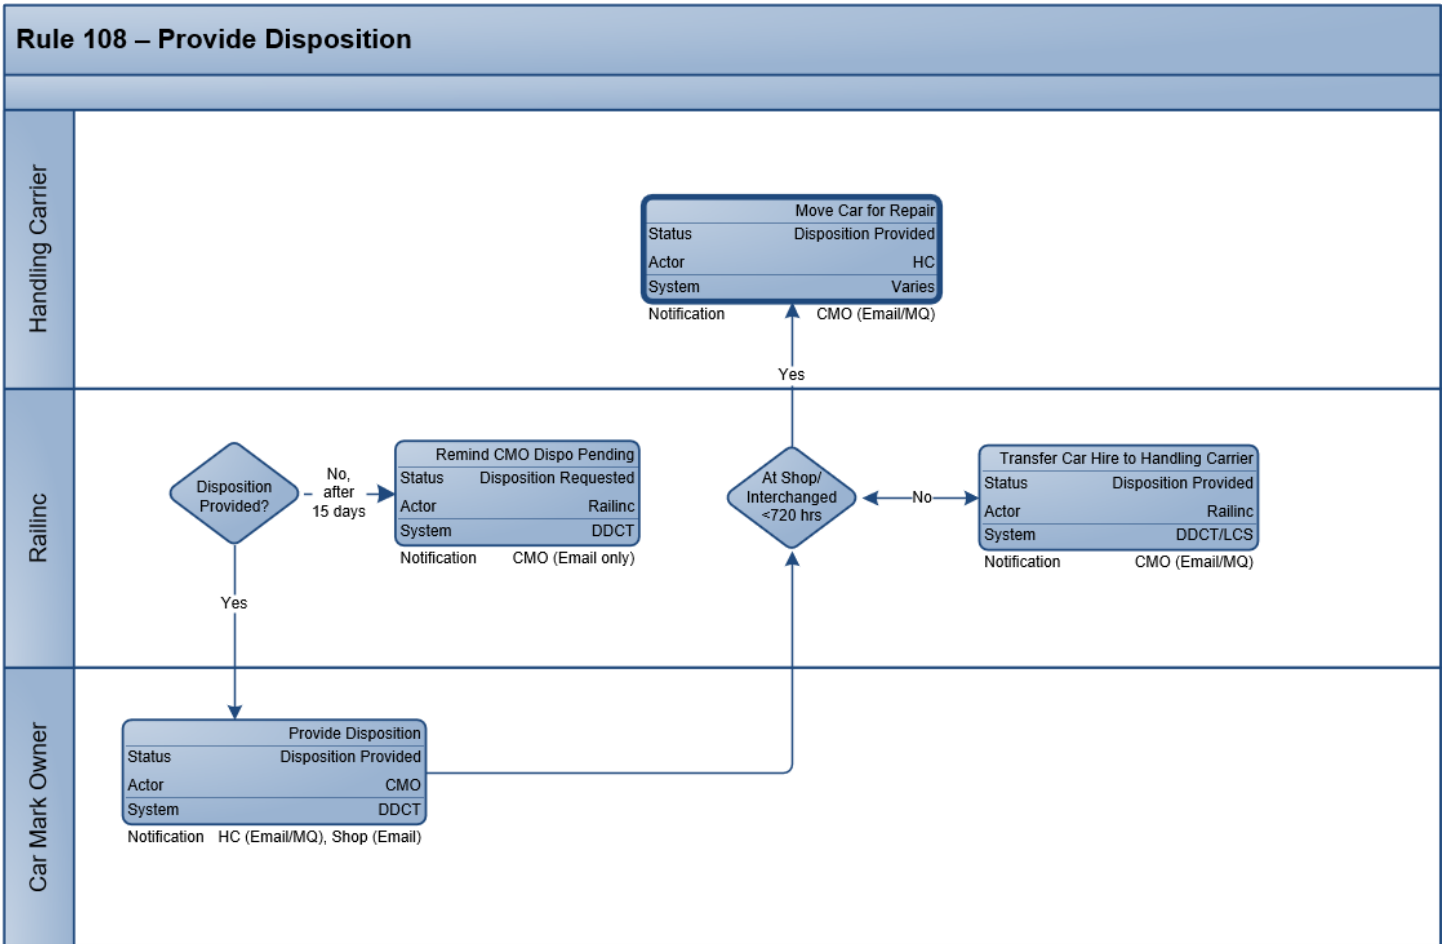 Rule 108 – Provide Disposition
Handling Carrier
Move Car for Repair
Status Disposition Provided
Actor HC
System Varies
Notification CMO (Email/MQ)
Yes
Railinc
Disposition
Provided?
No,
after
15 days
Remind CMO Dispo Pending
Status Disposition Requested
Actor Railinc
System DDCT
Notification CMO (Email only)
At Shop/
Interchanged
<720 hrs
No
Transfer Car Hire to Handling Carrier
Status Disposition Provided
Actor Railinc
System DDCT/LCS
Notification CMO (Email/MQ)
Yes
Car Mark Owner
Provide Disposition
Status Disposition Provided
Actor CMO
System DDCT
Notification HC (Email/MQ), Shop (Email)